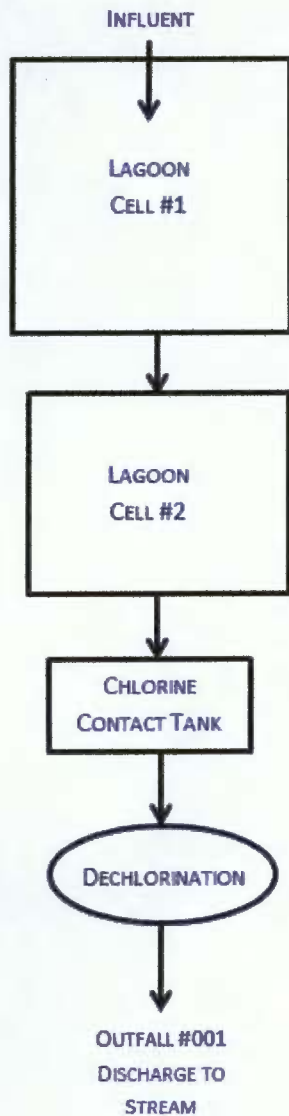 INFLUENT
LAGOON
CELL #1
LAGOON
CELL #2
CHLORINE
CONTACT TANK
DECHLORINATION
OUTFALL #001
DISCHARGE TO
STREAM